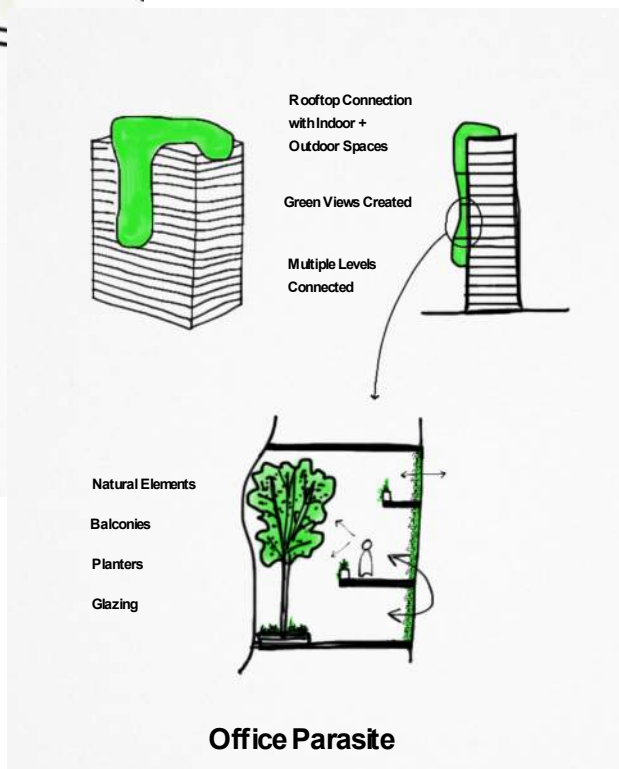 Rooftop Connection
with Indoor +
Outdoor Spaces
Green Views Created
Multiple Levels
Connected
Natural Elements
Balconies
Planters
Glazing
Office Parasite